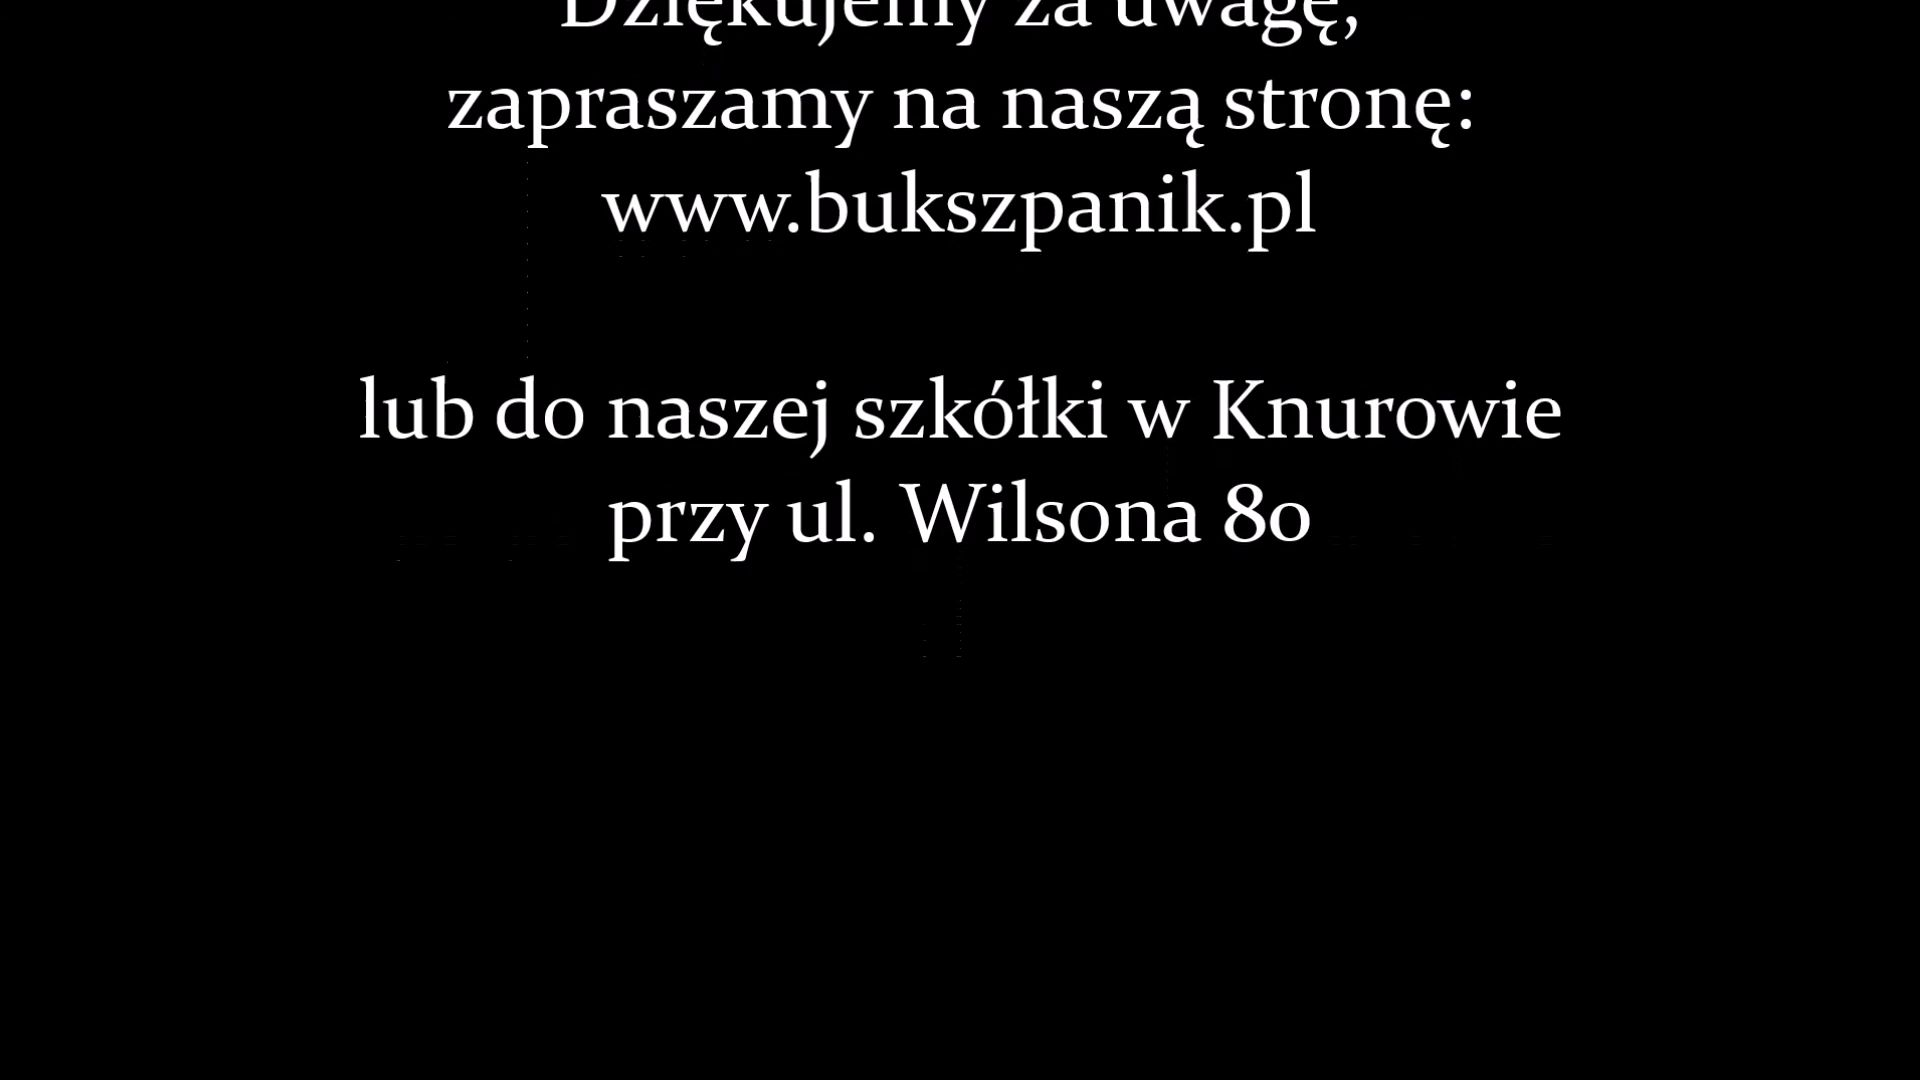 Dziękujemy za uwagę,
zapraszamy na naszą stronę:
www.bukszpanik.pl
lub do naszej szkółki w Knurowie
przy ul. Wilsona 80